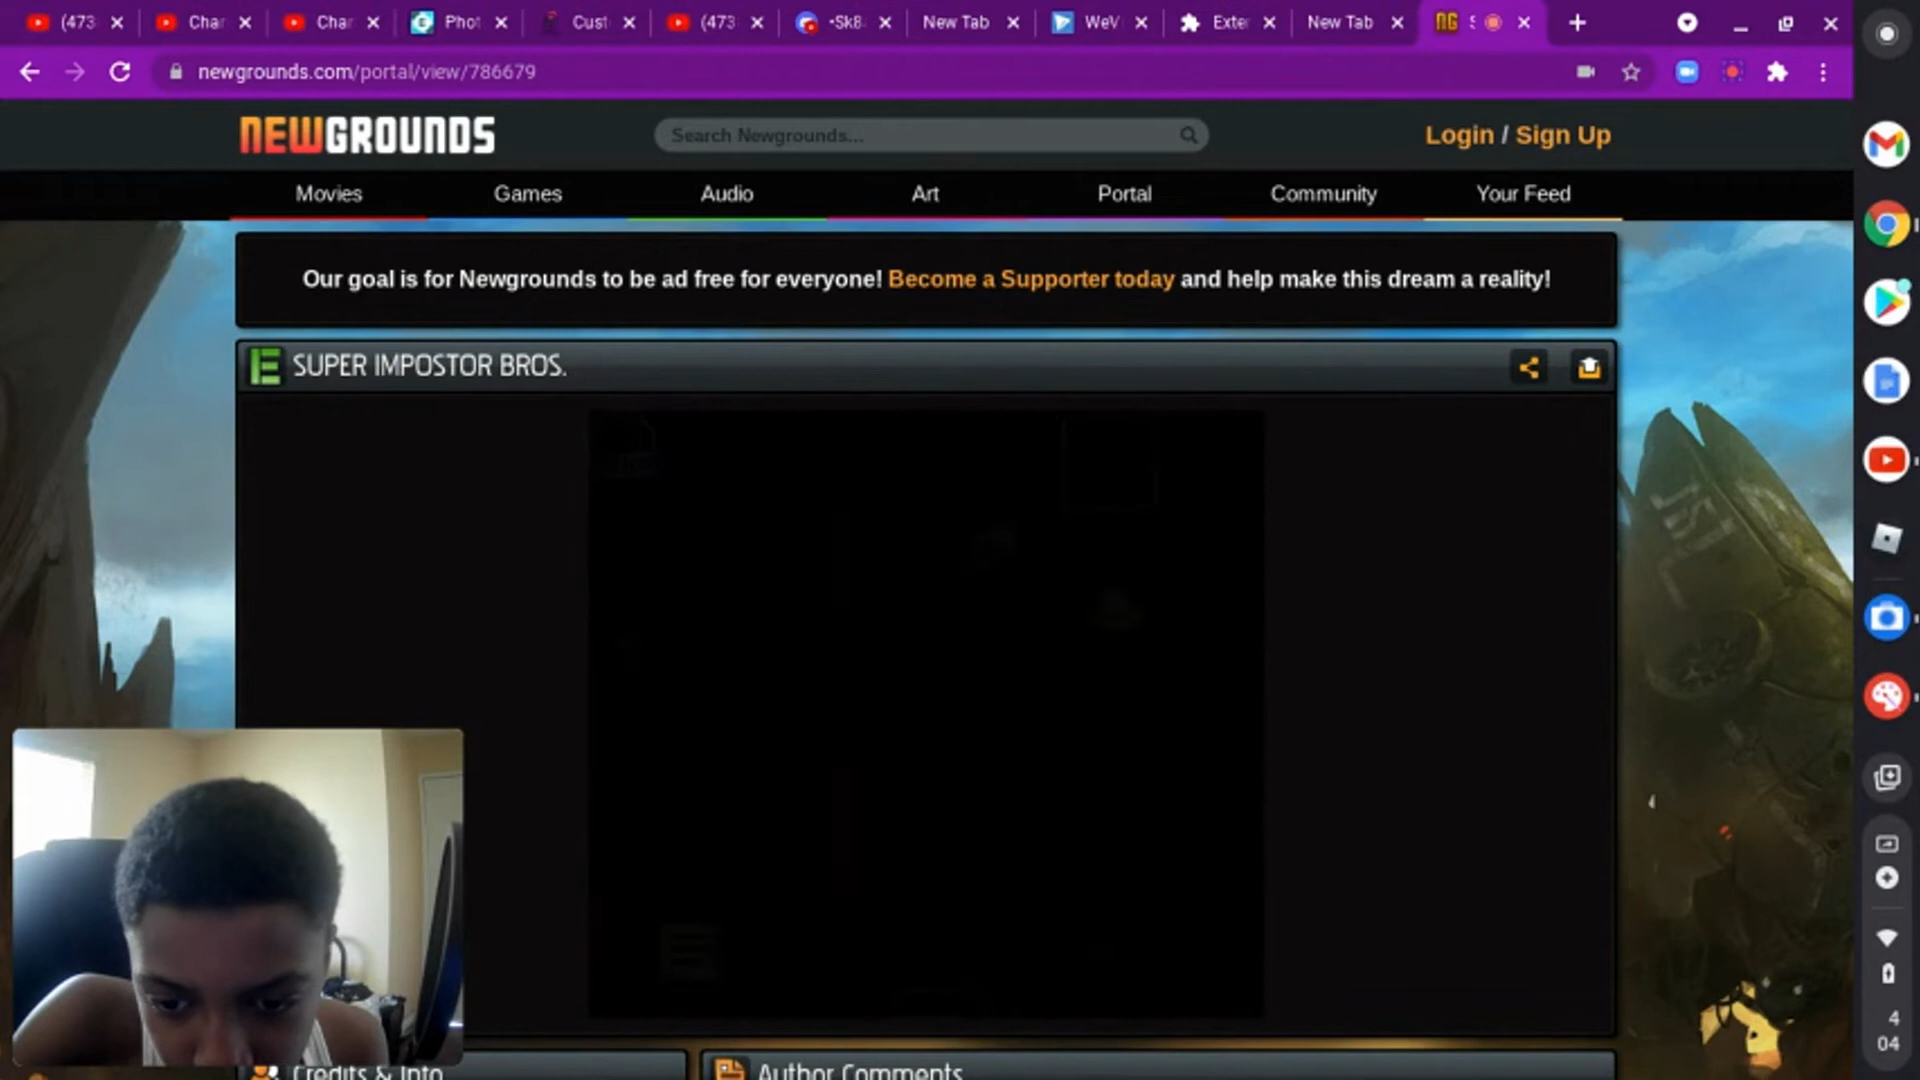 (473 Char Char Phot Cust (473 •Sk8- New Tab WeV Exter New Tab S
newgrounds.com/portal/view/786679
NEWGROUNDS Search Newgrounds... Login / Sign Up
Movies Games Audio Art Portal Community Your Feed
Our goal is for Newgrounds to be ad free for everyone! Become a Supporter today and help make this dream a reality!
E SUPER IMPOSTOR BROS.
4
04
Credits & Info Author Comments